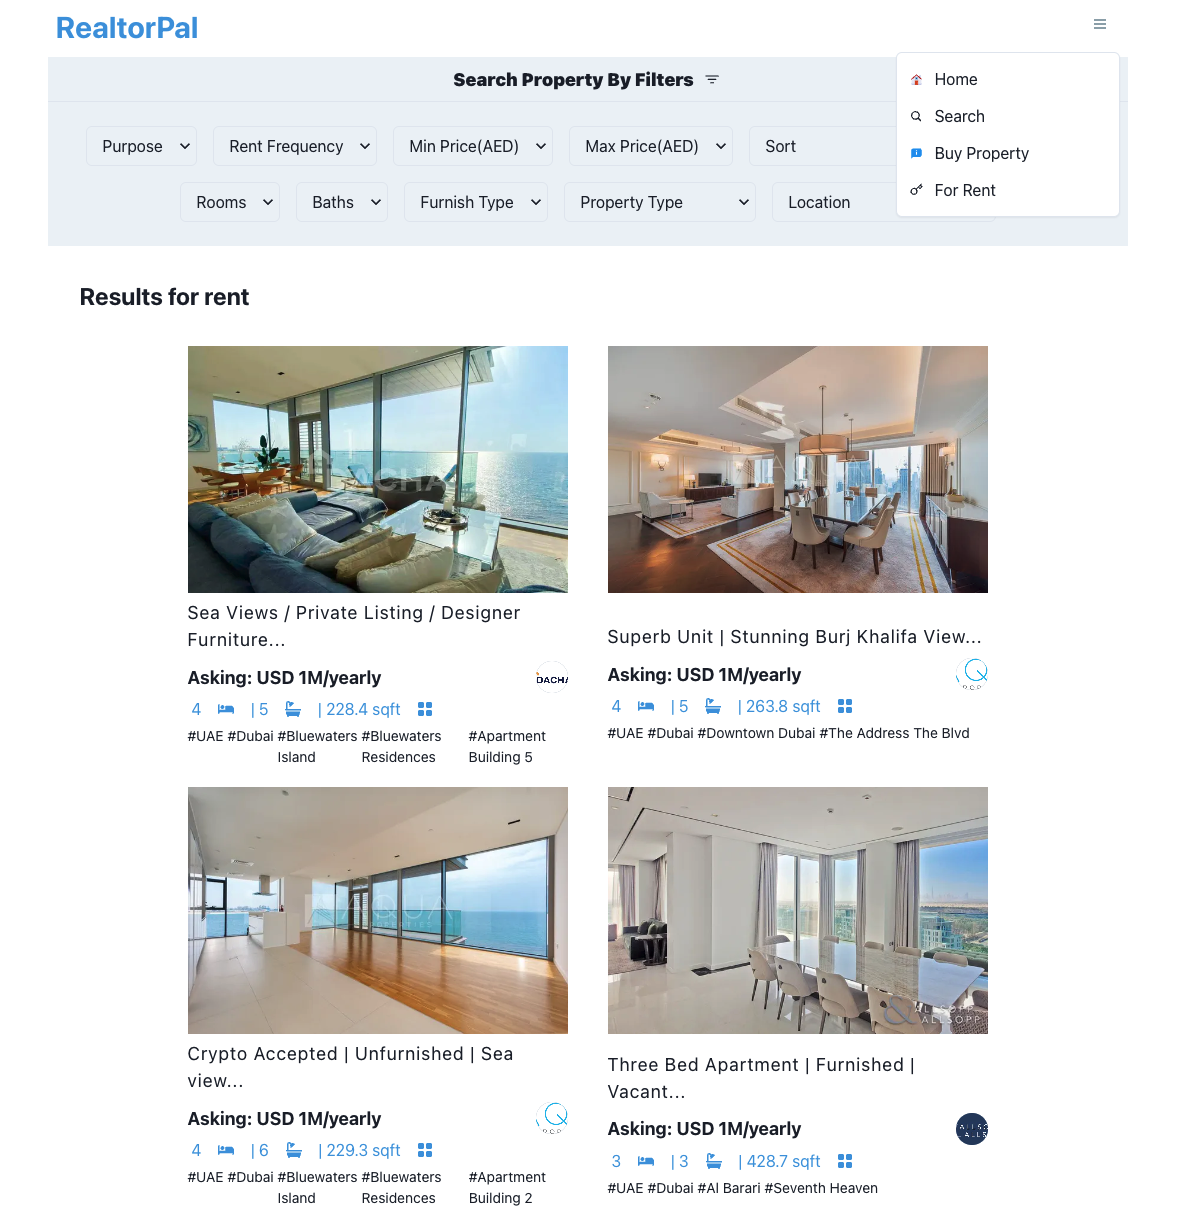 RealtorPal
Search Property By Filters
Home
Search
Buy Property
For Rent
Purpose
Rent Frequency
Min Price(AED)
Max Price(AED)
Sort
Rooms
Baths
Furnish Type
Property Type
Location
Results for rent
DACHA
Sea Views / Private Listing / Designer
Furniture...
Asking: USD 1M/yearly
DACHA
4 | 5 | 228.4 sqft
#UAE #Dubai #Bluewaters #Bluewaters #Apartment
Island Residences Building 5
AQUA
Superb Unit | Stunning Burj Khalifa View...
Asking: USD 1M/yearly
4 | 5 | 263.8 sqft
#UAE #Dubai #Downtown Dubai #The Address The Blvd
AQUA
Crypto Accepted | Unfurnished | Sea
view...
Asking: USD 1M/yearly
4 | 6 | 229.3 sqft
#UAE #Dubai #Bluewaters #Bluewaters #Apartment
Island Residences Building 2
ALLSOPP
& ALLSOPP
Three Bed Apartment | Furnished |
Vacant...
Asking: USD 1M/yearly
3 | 3 | 428.7 sqft
#UAE #Dubai #Al Barari #Seventh Heaven